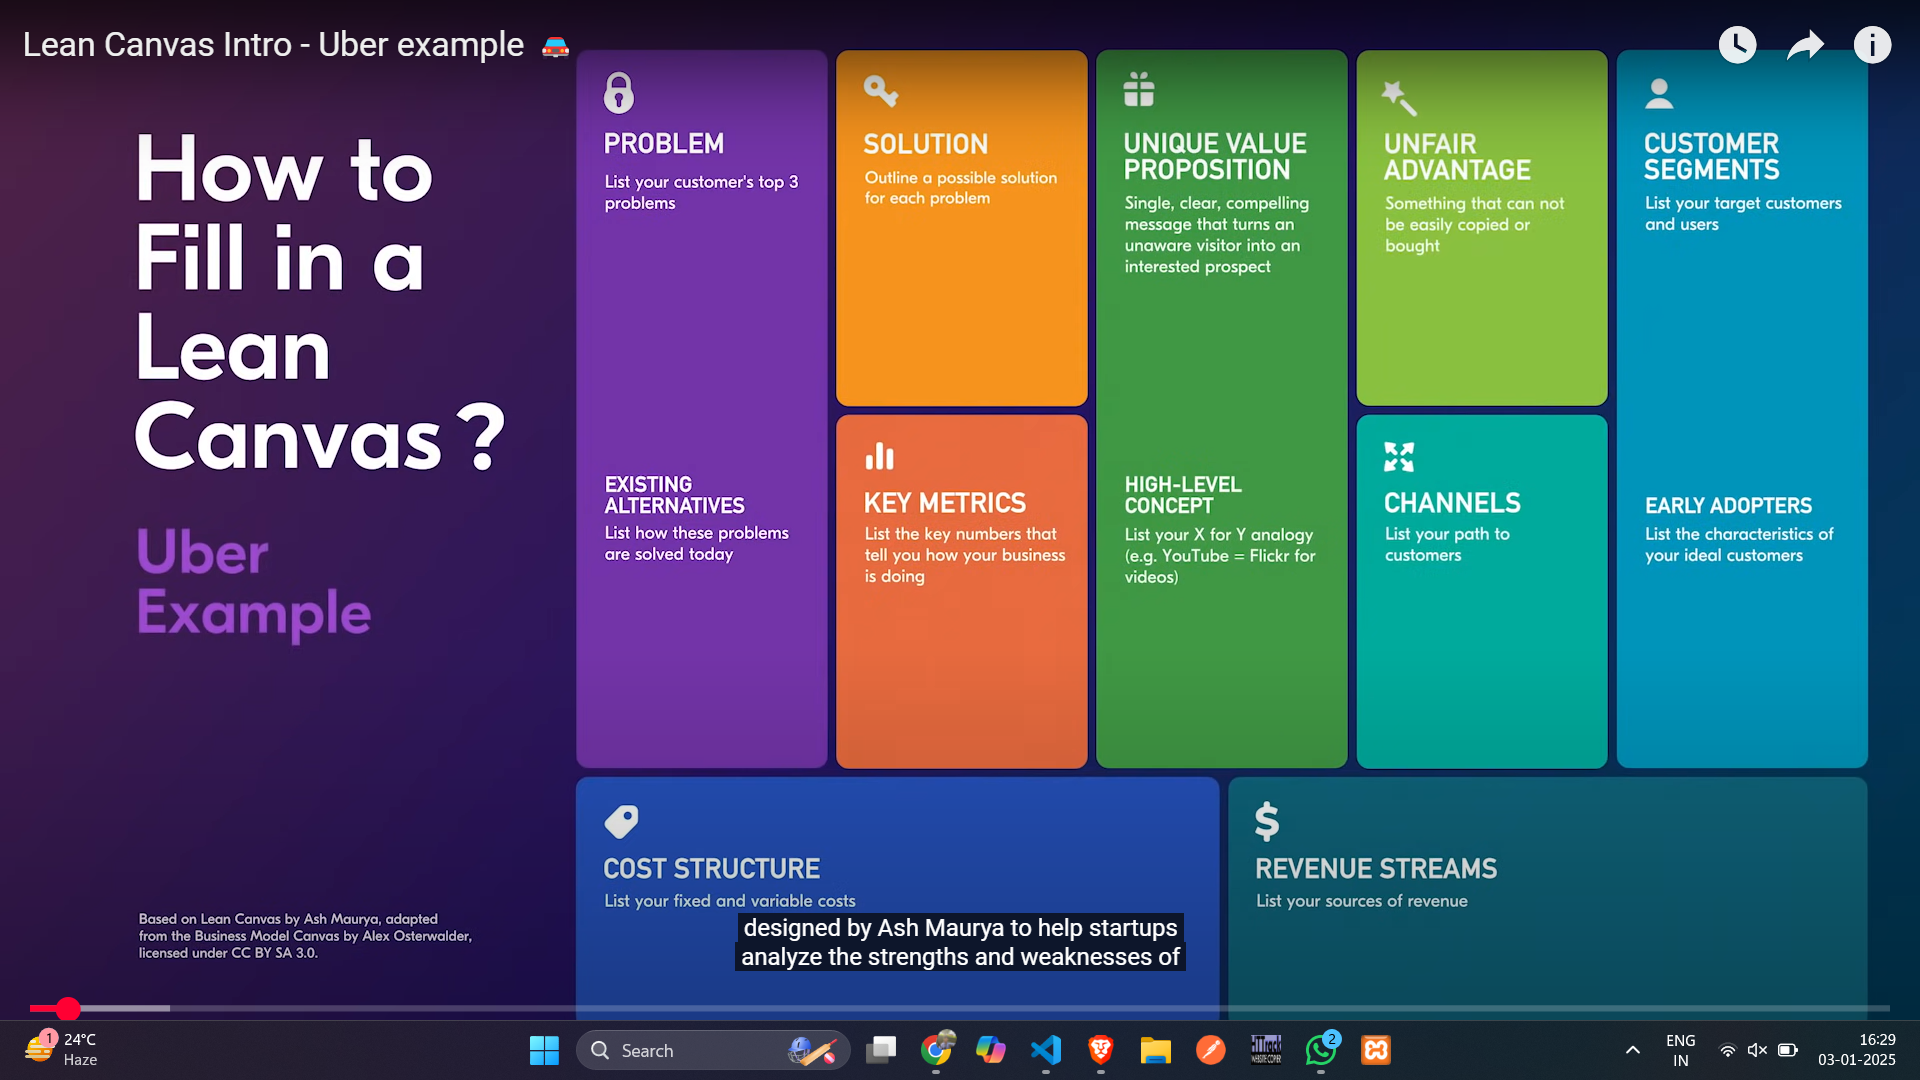 Lean Canvas Intro - Uber example
How to
Fill in a
Lean
Canvas ?
Uber
Example
Based on Lean Canvas by Ash Maurya, adapted
from the Business Model Canvas by Alex Osterwalder,
licensed under CC BY SA 3.0.
PROBLEM
List your customer's top 3
problems
EXISTING
ALTERNATIVES
List how these problems
are solved today
SOLUTION
Outline a possible solution
for each problem
KEY METRICS
List the key numbers that
tell you how your business
is doing
UNIQUE VALUE
PROPOSITION
Single, clear, compelling
message that turns an
unaware visitor into an
interested prospect
HIGH-LEVEL
CONCEPT
List your X for Y analogy
(e.g. YouTube = Flickr for
videos)
UNFAIR
ADVANTAGE
Something that can not
be easily copied or
bought
CHANNELS
List your path to
customers
CUSTOMER
SEGMENTS
List your target customers
and users
EARLY ADOPTERS
List the characteristics of
your ideal customers
COST STRUCTURE
List your fixed and variable costs
REVENUE STREAMS
List your sources of revenue
designed by Ash Maurya to help startups
analyze the strengths and weaknesses of
1
24°C
Haze
Search
HTTrack
WEBSITE COPIER
2
ENG
IN
16:29
03-01-2025